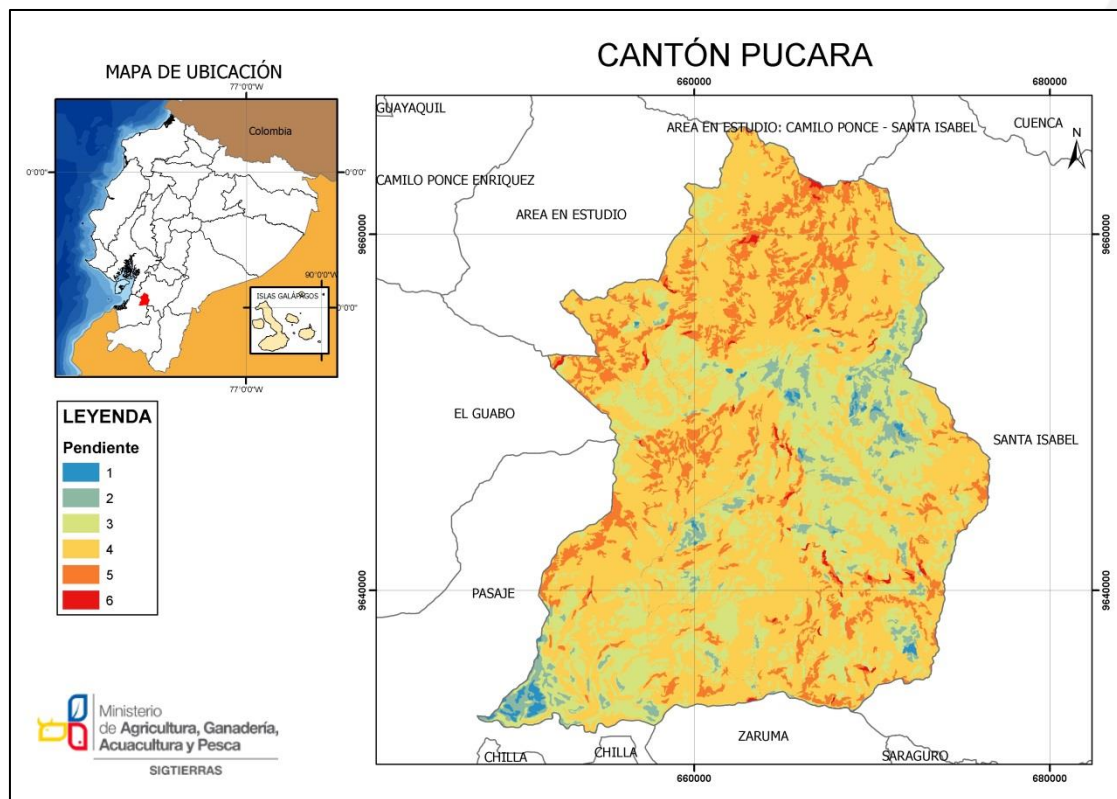 CANTÓN PUCARA
MAPA DE UBICACIÓN
77°0'0"W
Colombia
0°0'0"
0°0'0"
90°0'0"W
ISLAS GALÁPAGOS
0°0'0"
77°0'0"W
LEYENDA
Pendiente
1
2
3
4
5
6
Ministerio
de Agricultura, Ganadería,
Acuacultura y Pesca
SIGTIERRAS
660000
680000
GUAYAQUIL
AREA EN ESTUDIO: CAMILO PONCE - SANTA ISABEL
CUENCA
N
CAMILO PONCE ENRIQUEZ
AREA EN ESTUDIO
9660000
9660000
EL GUABO
SANTA ISABEL
PASAJE
9640000
9640000
ZARUMA
CHILLA
CHILLA
SARAGURO
660000
680000